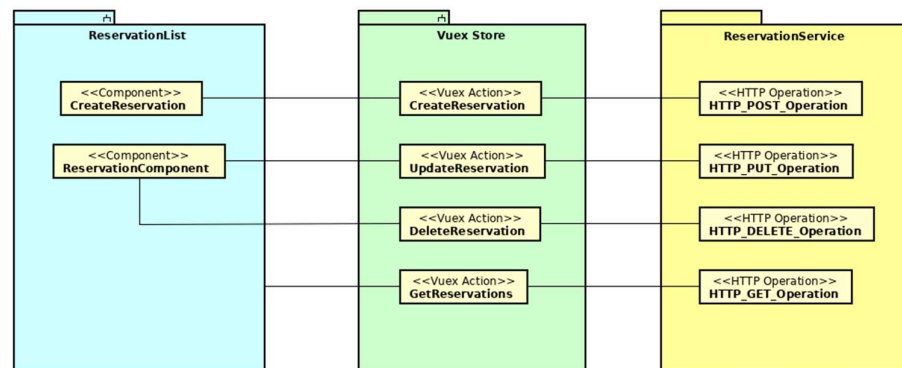 ReservationList
<<Component>>
CreateReservation
<<Component>>
ReservationComponent
Vuex Store
<<Vuex Action>>
CreateReservation
<<Vuex Action>>
UpdateReservation
<<Vuex Action>>
DeleteReservation
<<Vuex Action>>
GetReservations
ReservationService
<<HTTP Operation>>
HTTP_POST_Operation
<<HTTP Operation>>
HTTP_PUT_Operation
<<HTTP Operation>>
HTTP_DELETE_Operation
<<HTTP Operation>>
HTTP_GET_Operation